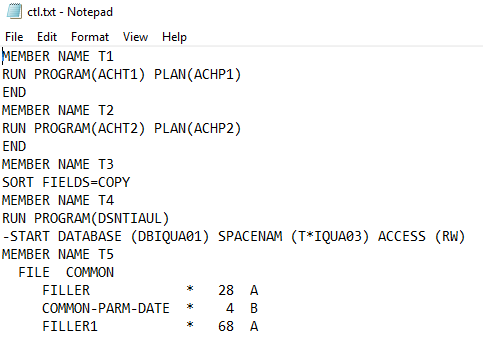 ctl.txt - Notepad
File Edit Format View Help
MEMBER NAME T1
RUN PROGRAM(ACHT1) PLAN(ACHP1)
END
MEMBER NAME T2
RUN PROGRAM(ACHT2) PLAN(ACHP2)
END
MEMBER NAME T3
SORT FIELDS=COPY
MEMBER NAME T4
RUN PROGRAM(DSNTIAUL)
-START DATABASE (DBIQUA01) SPACENAM (T*IQUA03) ACCESS (RW)
MEMBER NAME T5
  FILE  COMMON
     FILLER            *   28  A
     COMMON-PARM-DATE  *    4  B
     FILLER1           *   68  A